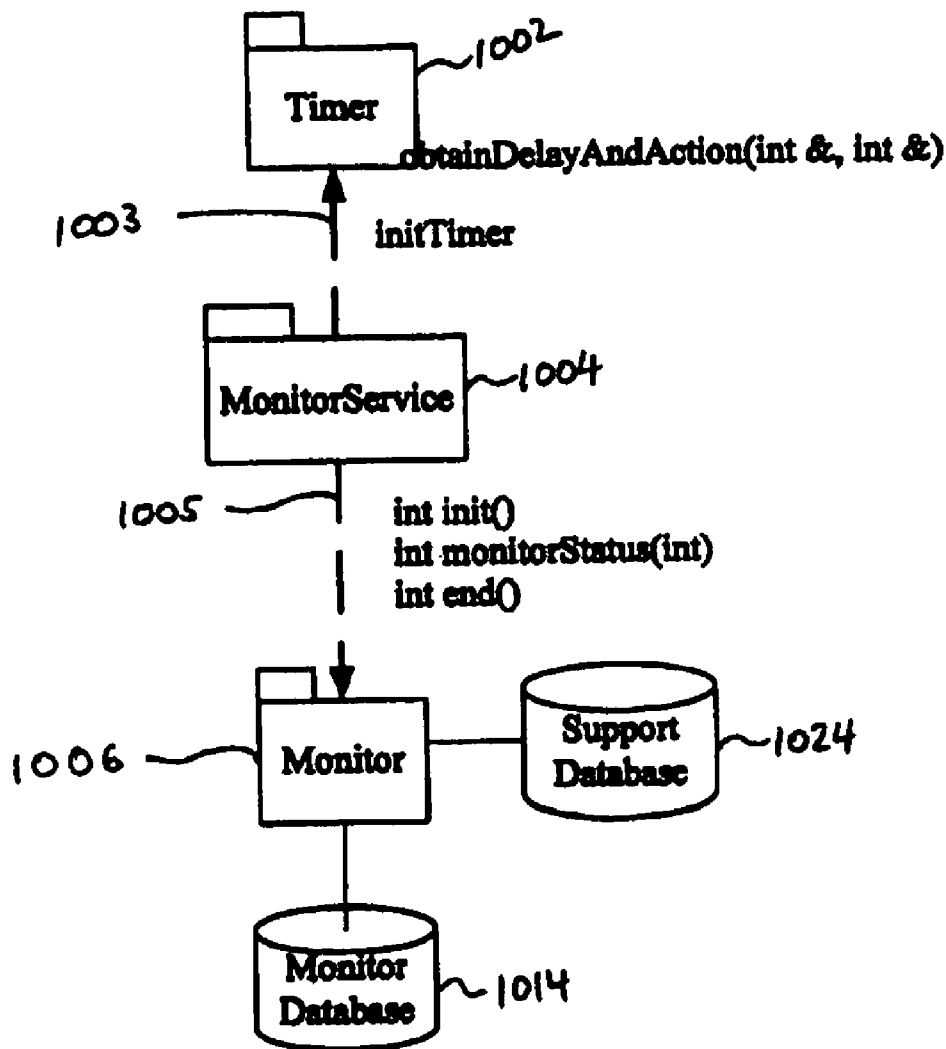 1002
Timer
obtainDelayAndAction(int &, int &)
1003
initTimer
1004
MonitorService
1005
int init()
int monitorStatus(int)
int end()
1006
Monitor
Support
Database
1024
Monitor
Database
1014